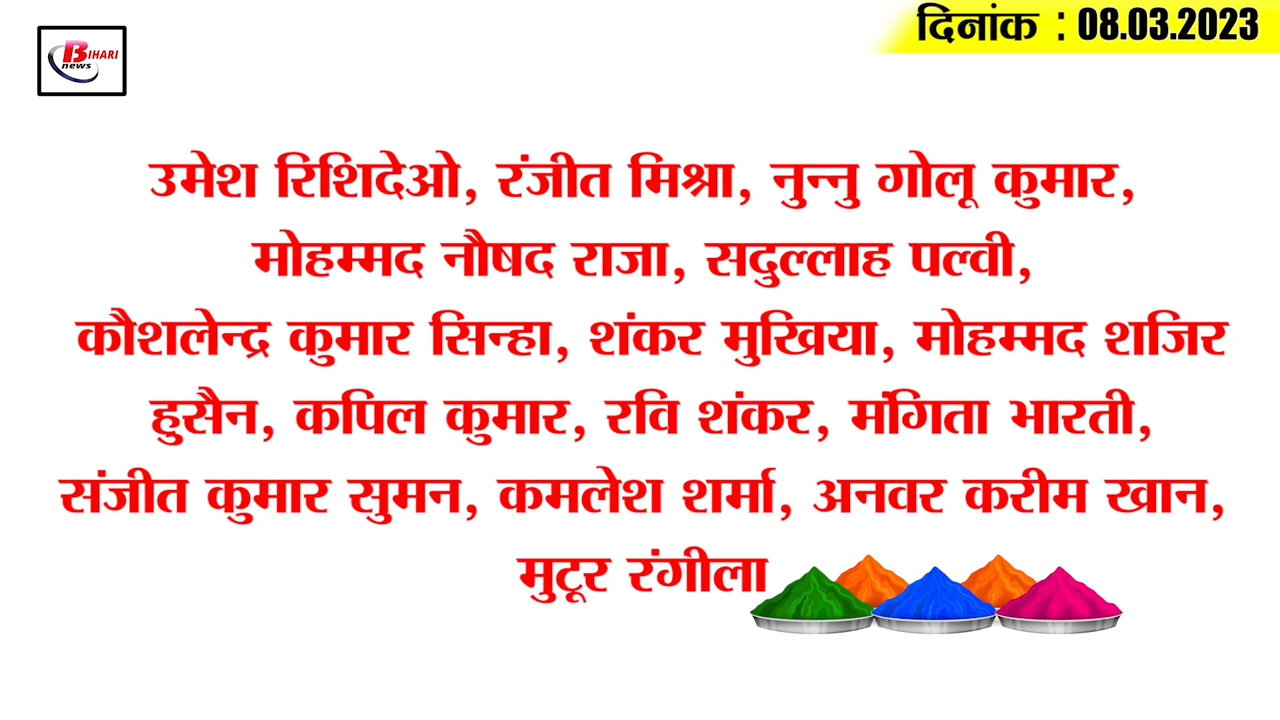 दिनांक : 08.03.2023
BIHARI
news
उमेश रिशिदेओ, रंजीत मिश्रा, नुन्नु गोलू कुमार,
मोहम्मद नौषद राजा, सदुल्लाह पल्वी,
कौशलेन्द्र कुमार सिन्हा, शंकर मुखिया, मोहम्मद शजिर
हुसैन, कपिल कुमार, रवि शंकर, मंगिता भारती,
संजीत कुमार सुमन, कमलेश शर्मा, अनवर करीम खान,
मुटूर रंगीला